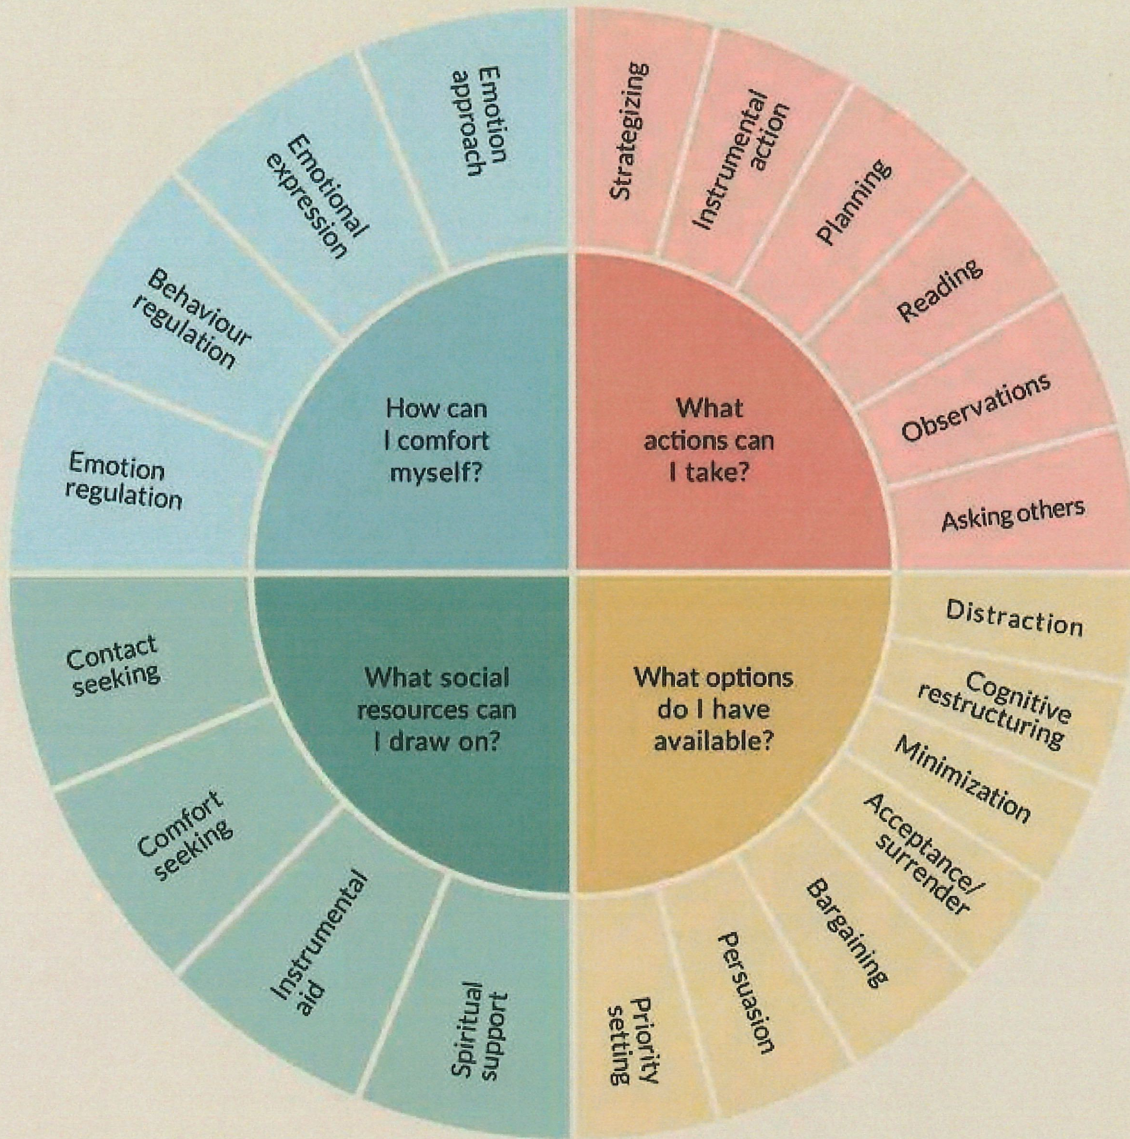 Emotion
approach
Emotional
expression
Behaviour
regulation
Emotion
regulation
How can
I comfort
myself?
Strategizing
Instrumental
action
Planning
Reading
Observations
Asking others
What
actions can
I take?
Contact
seeking
Comfort
seeking
Instrumental
aid
Spiritual
support
What social
resources can
I draw on?
Distraction
Cognitive
restructuring
Minimization
Acceptance/
surrender
Bargaining
Persuasion
Priority
setting
What options
do I have
available?